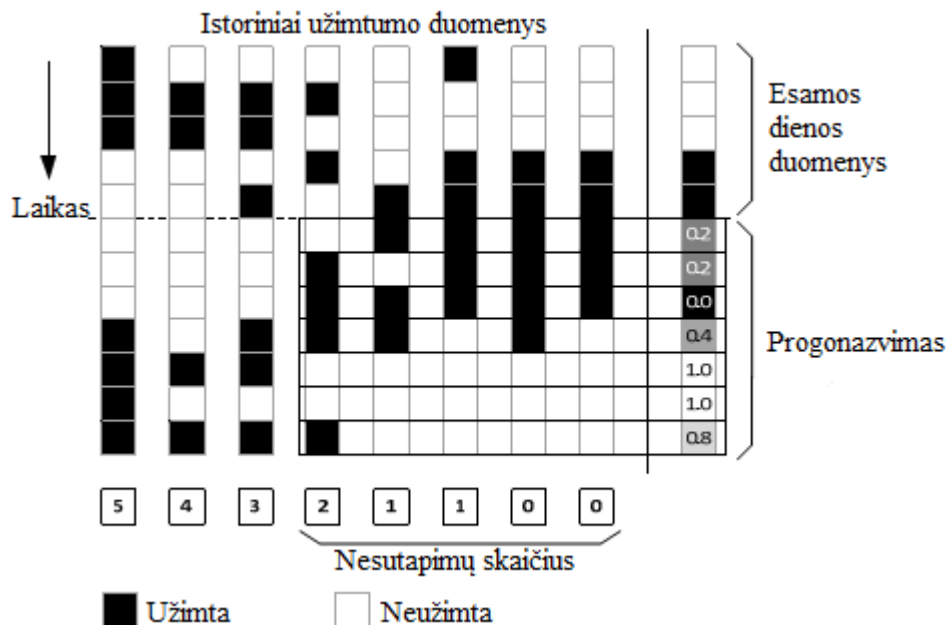 Istoriniai užimtumo duomenys
Esamos
dienos
duomenys
Laikas
0.2
0.2
0.0
0.4
Progonazvimas
1.0
1.0
0.8
5 4 3 2 1 1 0 0
Nesutapimų skaičius
Užimta Neužimta